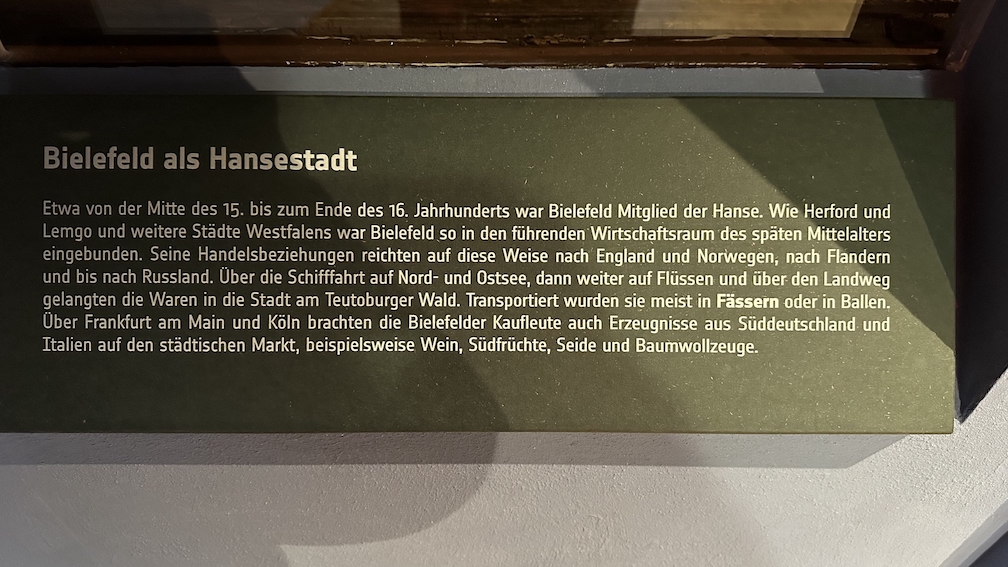 Bielefeld als Hansestadt
Etwa von der Mitte des 15. bis zum Ende des 16. Jahrhunderts war Bielefeld Mitglied der Hanse. Wie Herford und
Lemgo und weitere Städte Westfalens war Bielefeld so in den führenden Wirtschaftsraum des späten Mittelalters
eingebunden. Seine Handelsbeziehungen reichten auf diese Weise nach England und Norwegen, nach Flandern
und bis nach Russland. Über die Schifffahrt auf Nord- und Ostsee, dann weiter auf Flüssen und über den Landweg
gelangten die Waren in die Stadt am Teutoburger Wald. Transportiert wurden sie meist in Fässern oder in Ballen.
Über Frankfurt am Main und Köln brachten die Bielefelder Kaufleute auch Erzeugnisse aus Süddeutschland und
Italien auf den städtischen Markt, beispielsweise Wein, Südfrüchte, Seide und Baumwollzeuge.